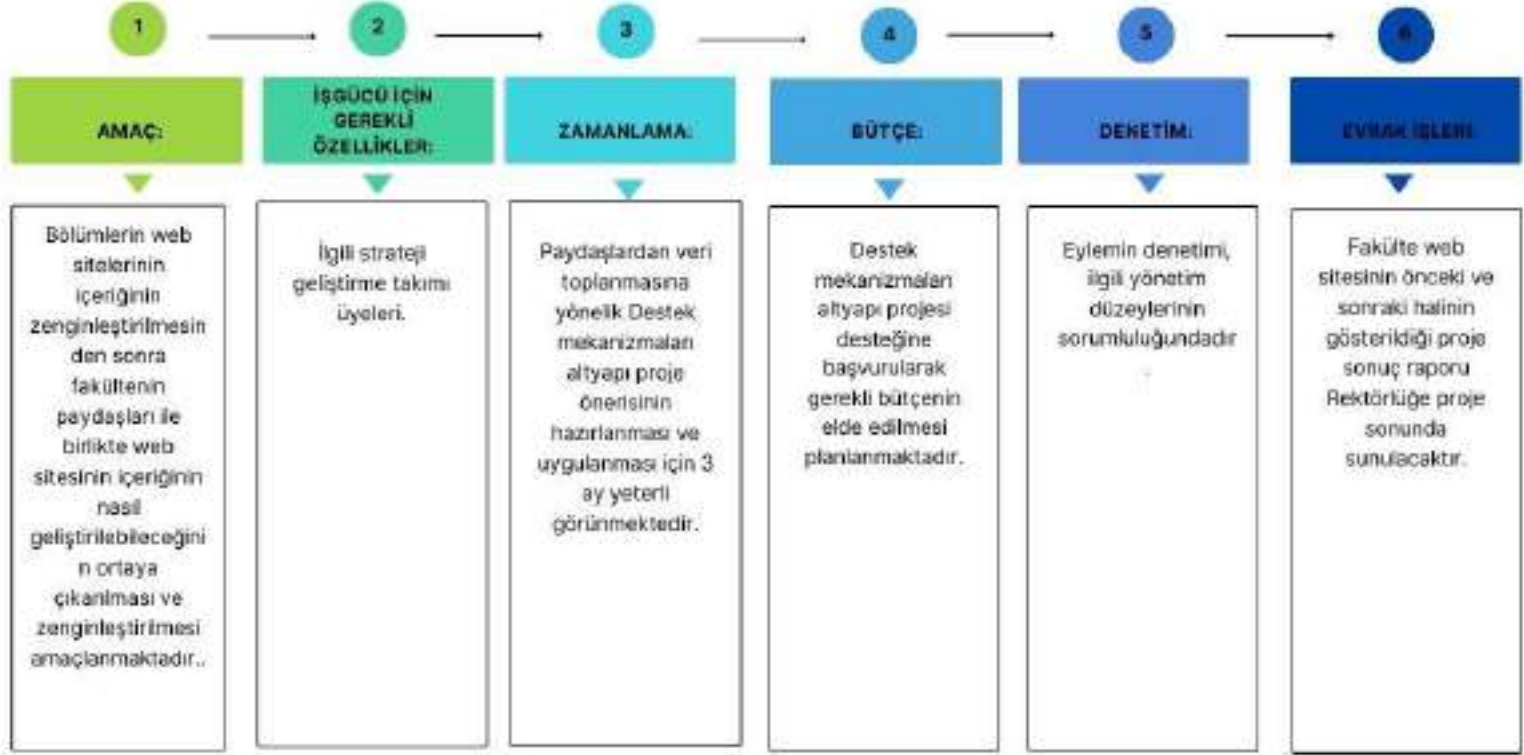 1
2
3
4
5
6
AMAÇ:
İŞGÜCÜ İÇİN
GEREKLİ
ÖZELLİKLER:
ZAMANLAMA:
BÜTÇE:
DENETİM:
EVRAK İŞLERİ:
Bölümlerin web
sitelerinin
içeriğinin
zenginleştirilmesin
den sonra
fakültenin
paydaşları ile
birlikte web
sitesinin içeriğinin
nasıl
geliştirilebileceğini
n ortaya
çıkarılması ve
zenginleştirilmesi
amaçlanmaktadır..
İlgili strateji
geliştirme takımı
üyeleri.
Paydaşlardan veri
toplanmasına
yönelik Destek
mekanizmaları
altyapı proje
önerisinin
hazırlanması ve
uygulanması için 3
ay yeterli
görünmektedir.
Destek
mekanizmaları
altyapı projesi
desteğine
başvurularak
gerekli bütçenin
elde edilmesi
planlanmaktadır.
Eylemin denetimi,
ilgili yönetim
düzeylerinin
sorumluluğundadır
.
Fakülte web
sitesinin önceki ve
sonraki halinin
gösterildiği proje
sonuç raporu
Rektörlüğe proje
sonunda
sunulacaktır.